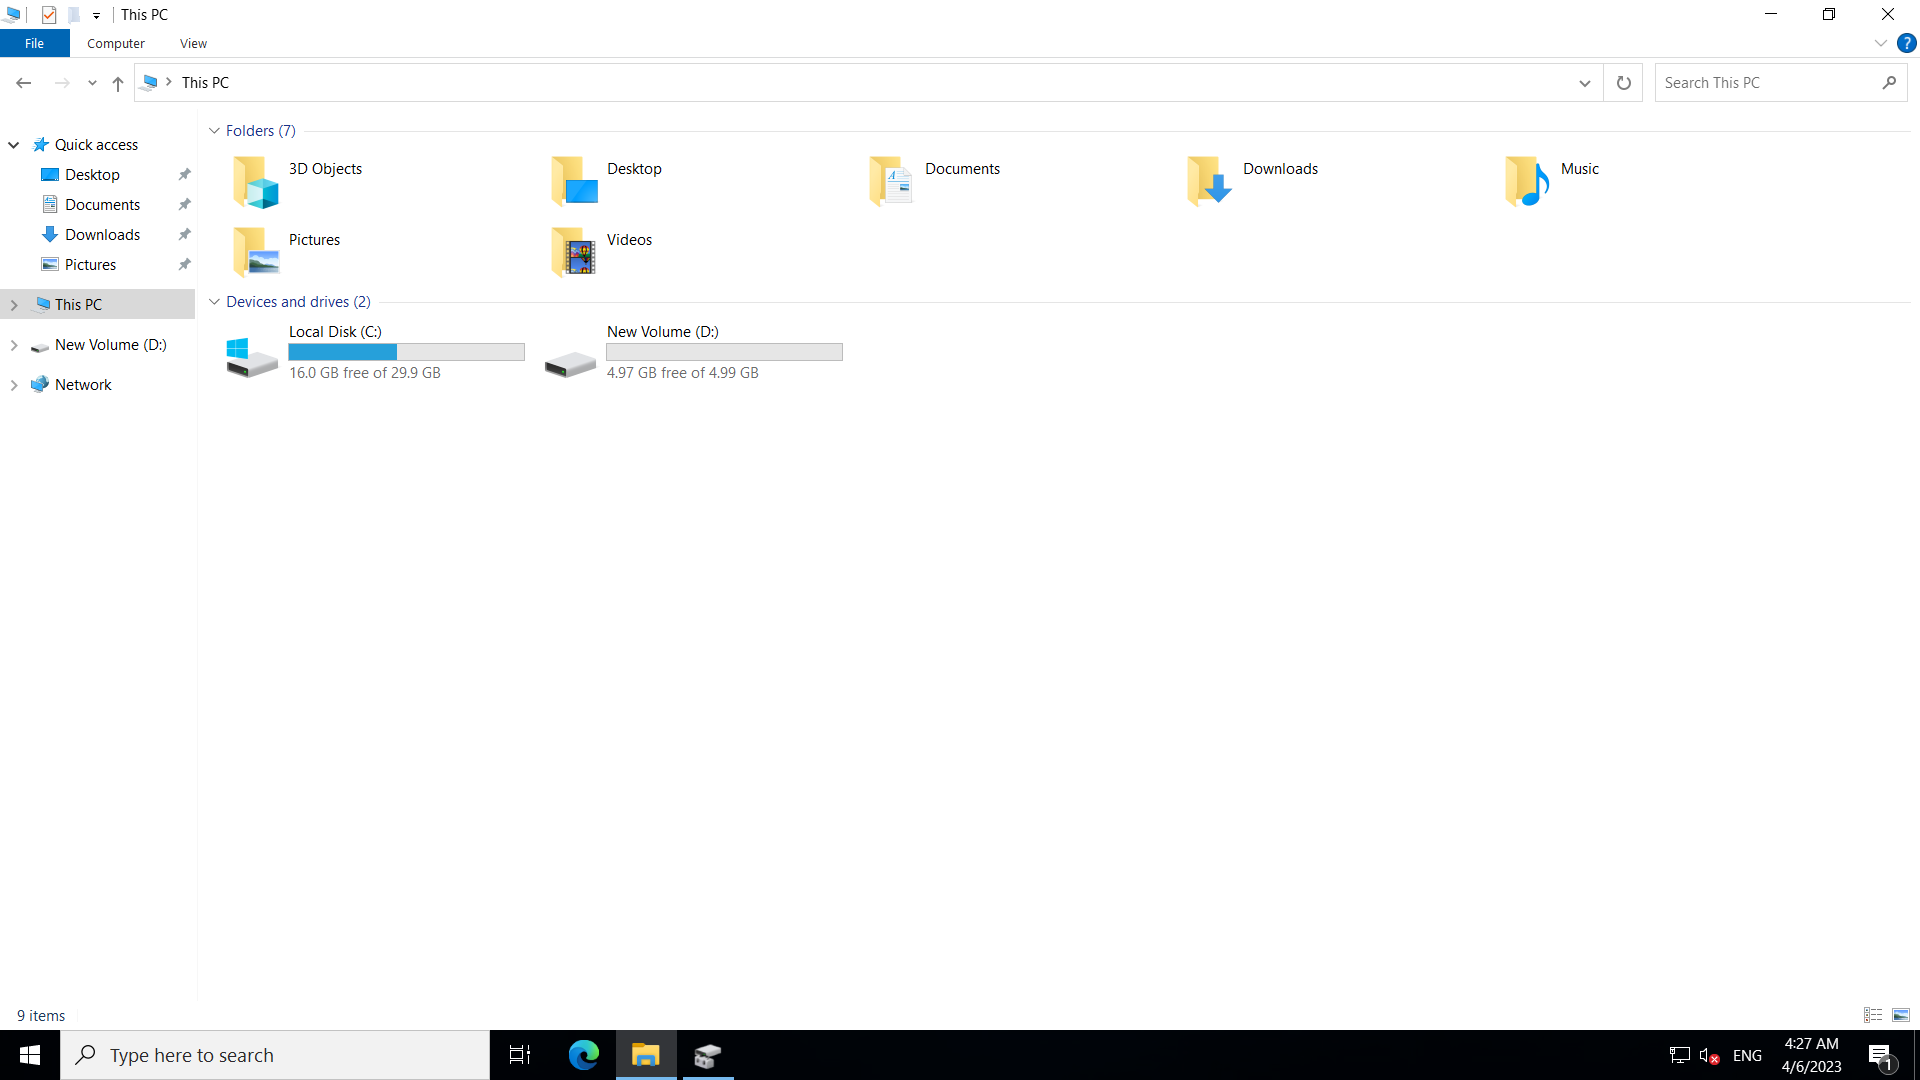 This PC
File
Computer
View
This PC
Search This PC
Quick access
Desktop
Documents
Downloads
Pictures
This PC
New Volume (D:)
Network
Folders (7)
3D Objects
Desktop
Documents
Downloads
Music
Pictures
Videos
Devices and drives (2)
Local Disk (C:)
16.0 GB free of 29.9 GB
New Volume (D:)
4.97 GB free of 4.99 GB
9 items
Type here to search
ENG
4:27 AM
4/6/2023
1